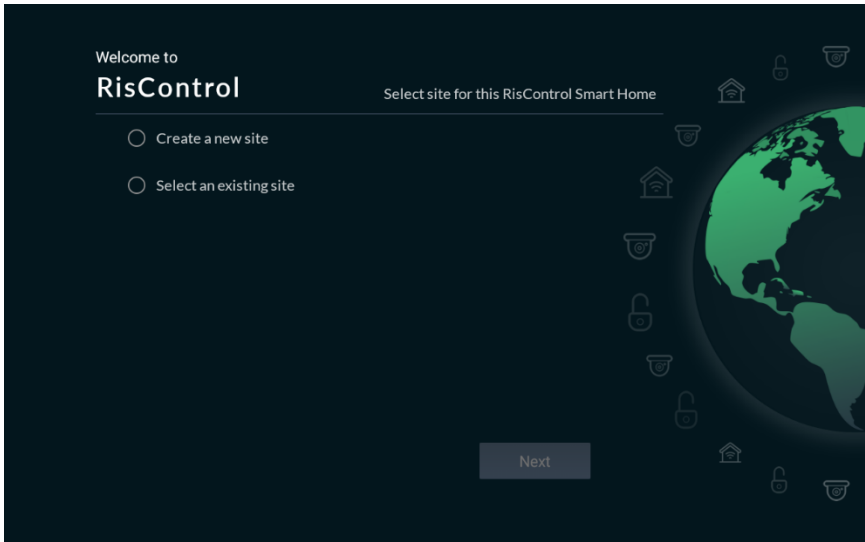 Welcome to
RisControl
Select site for this RisControl Smart Home
Create a new site
Select an existing site
Next